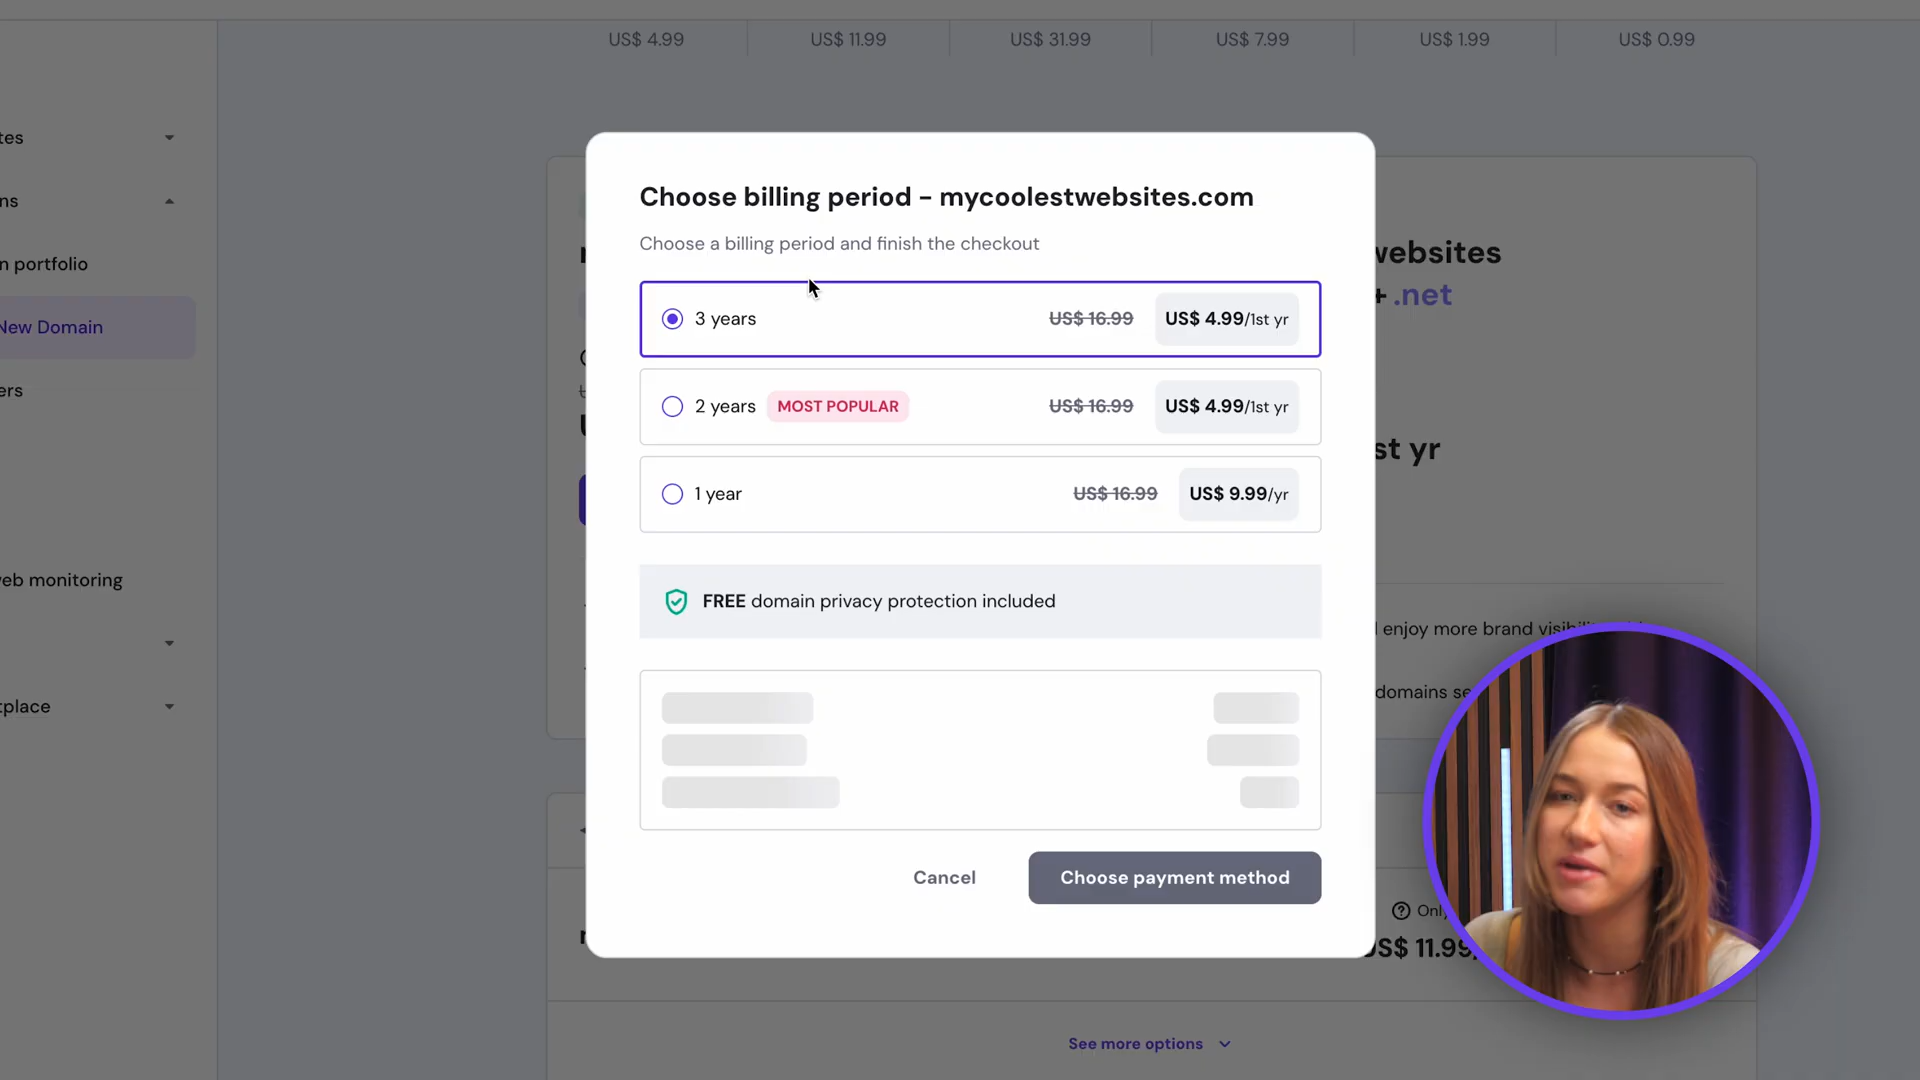 US$ 4.99
US$ 11.99
US$ 31.99
US$ 7.99
US$ 1.99
US$ 0.99
tes
ns
n portfolio
New Domain
ers
eb monitoring
tplace
Choose billing period - mycoolestwebsites.com
Choose a billing period and finish the checkout
3 years
US$ 16.99
US$ 4.99/1st yr
2 years
MOST POPULAR
US$ 16.99
US$ 4.99/1st yr
1 year
US$ 16.99
US$ 9.99/yr
FREE domain privacy protection included
Cancel
Choose payment method
websites
+ .net
st yr
enjoy more brand
domains
Only
US$ 11.99
See more options